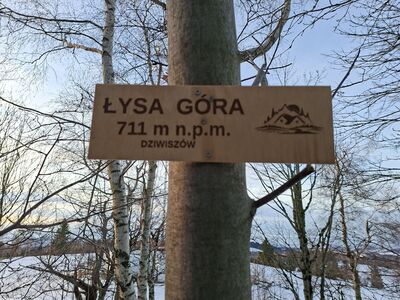 ŁYSA GÓRA
711 m n.p.m.
DZIWISZÓW